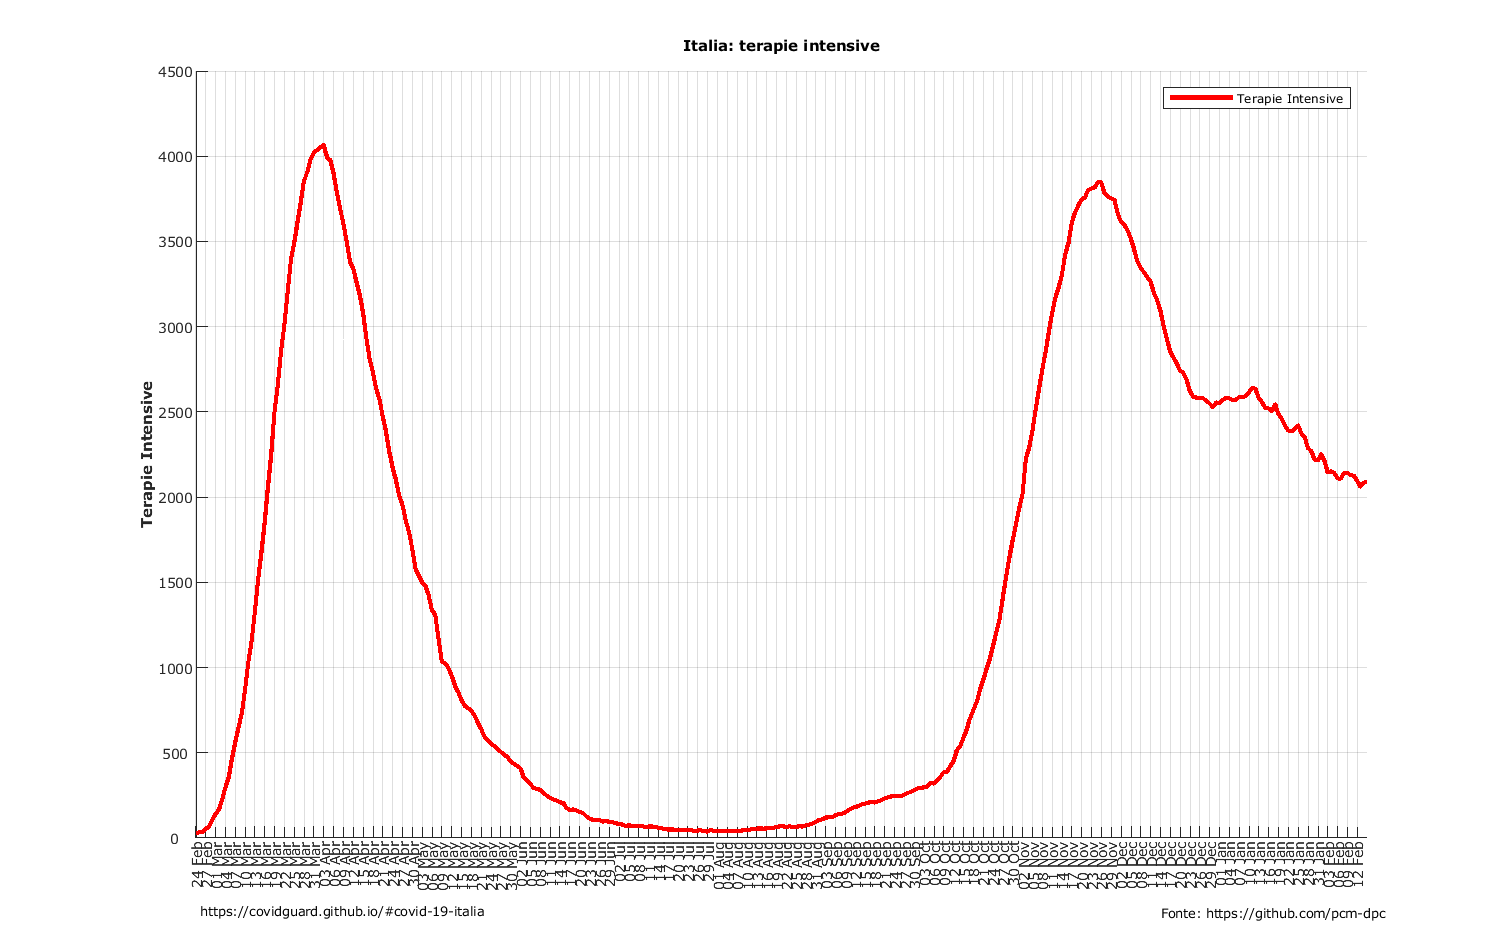 Italia: terapie intensive
Terapie Intensive
Terapie Intensive
4500
4000
3500
3000
2500
2000
1500
1000
500
0
24 Feb
27 Feb
01 Mar
04 Mar
07 Mar
10 Mar
13 Mar
16 Mar
19 Mar
22 Mar
25 Mar
28 Mar
31 Mar
03 Apr
06 Apr
09 Apr
12 Apr
15 Apr
18 Apr
21 Apr
24 Apr
27 Apr
30 Apr
03 May
06 May
09 May
12 May
15 May
18 May
21 May
24 May
27 May
30 May
02 Jun
05 Jun
08 Jun
11 Jun
14 Jun
17 Jun
20 Jun
23 Jun
26 Jun
29 Jun
02 Jul
05 Jul
08 Jul
11 Jul
14 Jul
17 Jul
20 Jul
23 Jul
26 Jul
29 Jul
01 Aug
04 Aug
07 Aug
10 Aug
13 Aug
16 Aug
19 Aug
22 Aug
25 Aug
28 Aug
31 Aug
03 Sep
06 Sep
09 Sep
12 Sep
15 Sep
18 Sep
21 Sep
24 Sep
27 Sep
30 Sep
03 Oct
06 Oct
09 Oct
12 Oct
15 Oct
18 Oct
21 Oct
24 Oct
27 Oct
30 Oct
02 Nov
05 Nov
08 Nov
11 Nov
14 Nov
17 Nov
20 Nov
23 Nov
26 Nov
29 Nov
02 Dec
05 Dec
08 Dec
11 Dec
14 Dec
17 Dec
20 Dec
23 Dec
26 Dec
29 Dec
01 Jan
04 Jan
07 Jan
10 Jan
13 Jan
16 Jan
19 Jan
22 Jan
25 Jan
28 Jan
31 Jan
03 Feb
06 Feb
09 Feb
12 Feb
https://covidguard.github.io/#covid-19-italia
Fonte: https://github.com/pcm-dpc